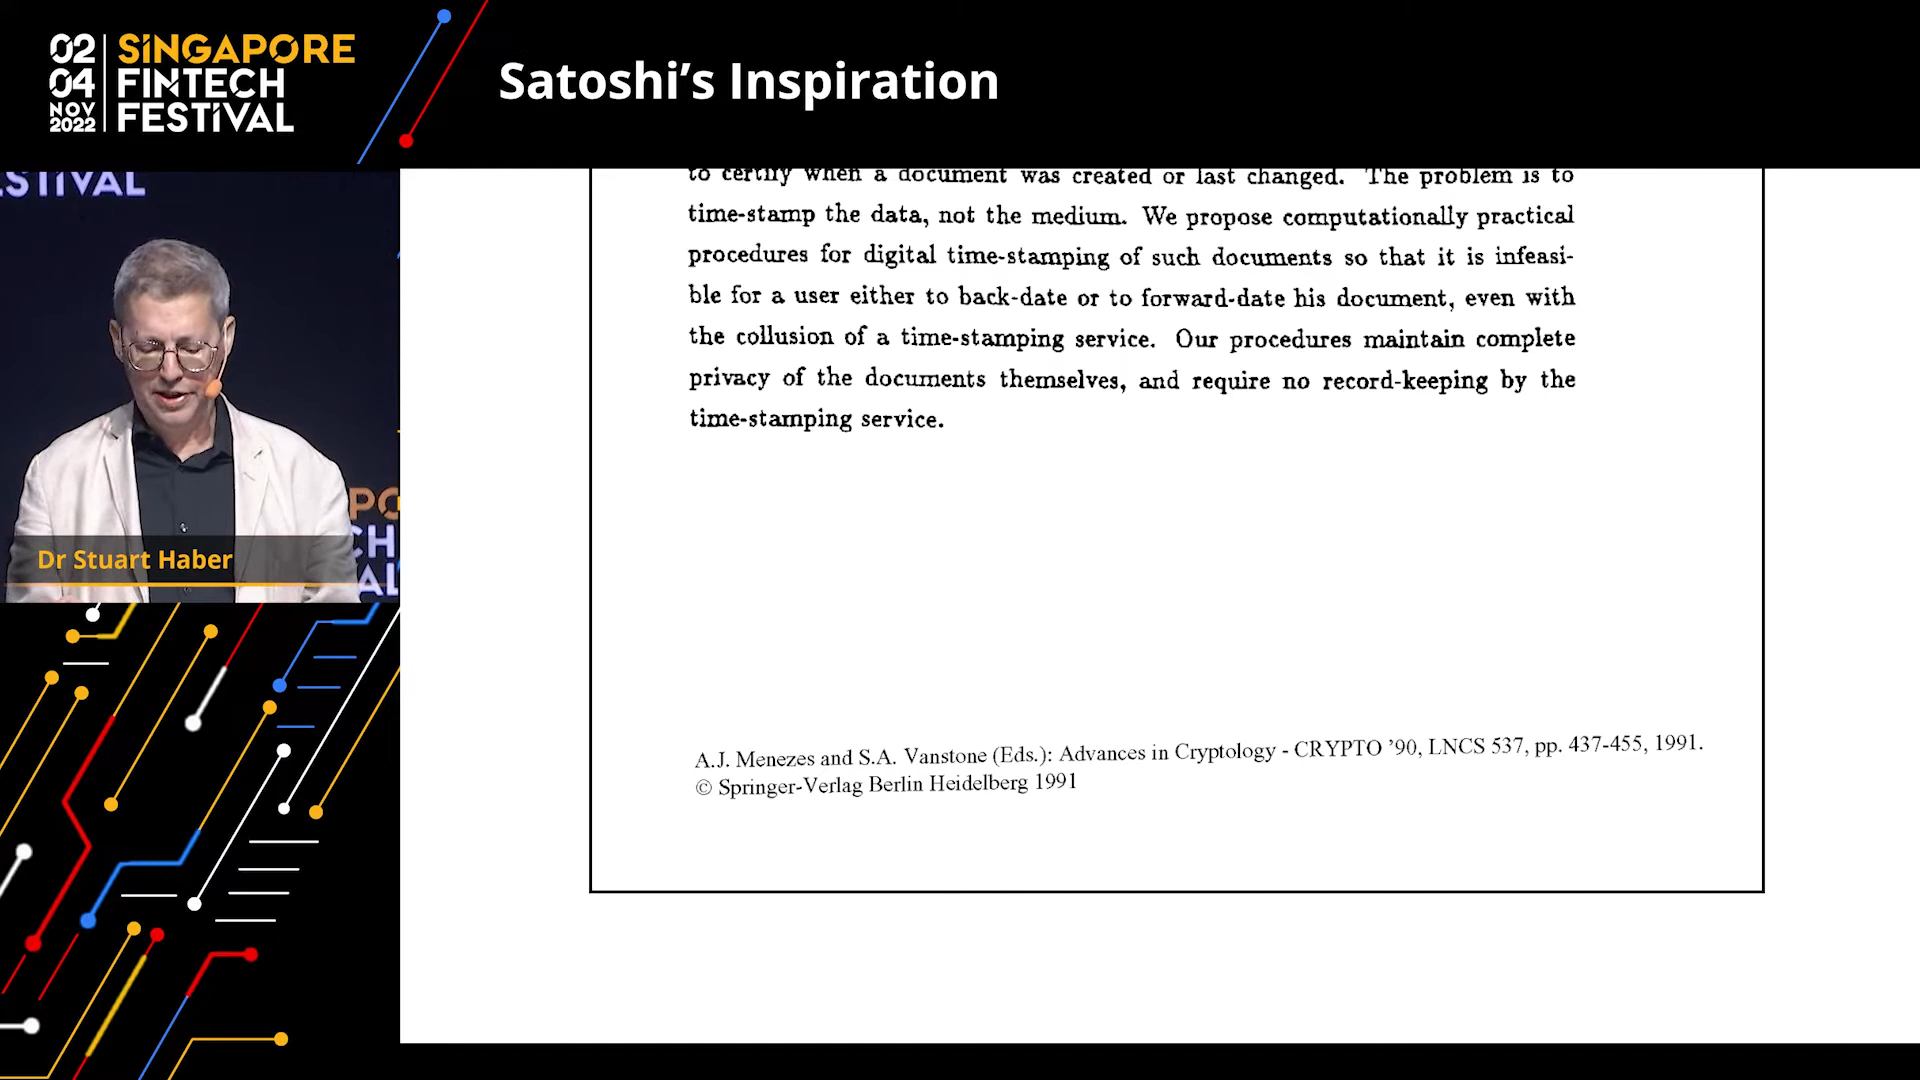 02
04
NOV
2022
SINGAPORE
FINTECH
FESTIVAL
Satoshi's Inspiration
ESTIVAL
to certify when a document was created or last changed. The problem is to
time-stamp the data, not the medium. We propose computationally practical
procedures for digital time-stamping of such documents so that it is infeasi-
ble for a user either to back-date or to forward-date his document, even with
the collusion of a time-stamping service. Our procedures maintain complete
privacy of the documents themselves, and require no record-keeping by the
time-stamping service.
PO
CH
AL
Dr Stuart Haber
A.J. Menezes and S.A. Vanstone (Eds.): Advances in Cryptology - CRYPTO '90, LNCS 537, pp. 437-455, 1991.
© Springer-Verlag Berlin Heidelberg 1991